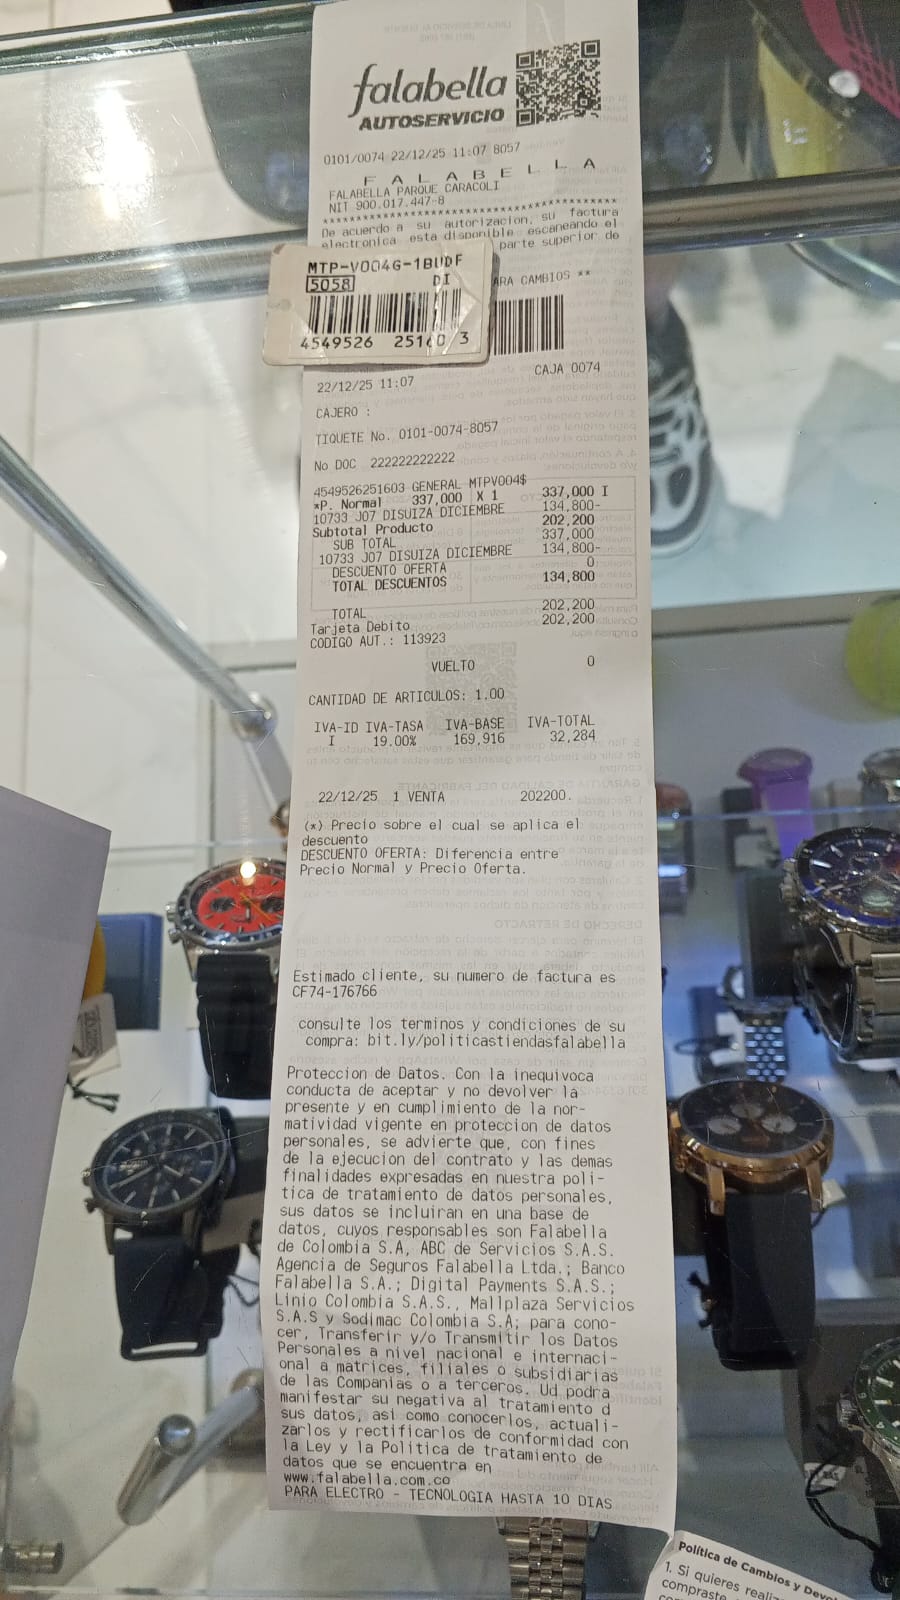 falabella
AUTOSERVICIO
0101/0074 22/12/25 11:07 8057
F A L A B E L L A
FALABELLA PARQUE CARACOLI
NIT 900.017.447-8
****************************************
De acuerdo a su autorizacion, su factura
electronica esta disponible escaneando el
parte superior de
ARA CAMBIOS **
MTP-V004G-1BUDF
5058 DI
4549526 25160 3
CAJA 0074
22/12/25 11:07
CAJERO :
TIQUETE No. 0101-0074-8057
No DOC 222222222222
4549526251603 GENERAL MTPV004$
*P. Normal 337,000 X 1 337,000 I
10733 J07 DISUIZA DICIEMBRE 134,800-
Subtotal Producto 202,200
SUB TOTAL 337,000
10733 J07 DISUIZA DICIEMBRE 134,800-
DESCUENTO OFERTA 0
TOTAL DESCUENTOS 134,800
TOTAL 202,200
Tarjeta Debito 202,200
CODIGO AUT.: 113923
VUELTO 0
CANTIDAD DE ARTICULOS: 1.00
IVA-ID IVA-TASA IVA-BASE IVA-TOTAL
I 19.00% 169,916 32,284
22/12/25 1 VENTA 202200.
(*) Precio sobre el cual se aplica el
descuento
DESCUENTO OFERTA: Diferencia entre
Precio Normal y Precio Oferta.
Estimado cliente, su numero de factura es
CF74-176766
consulte los terminos y condiciones de su
compra: bit.ly/politicastiendasfalabella
Proteccion de Datos. Con la inequivoca
conducta de aceptar y no devolver la
presente y en cumplimiento de la nor-
matividad vigente en proteccion de datos
personales, se advierte que, con fines
de la ejecucion del contrato y las demas
finalidades expresadas en nuestra poli-
tica de tratamiento de datos personales,
sus datos se incluiran en una base de
datos, cuyos responsables son Falabella
de Colombia S.A, ABC de Servicios S.A.S.
Agencia de Seguros Falabella Ltda.; Banco
Falabella S.A.; Digital Payments S.A.S.;
Linio Colombia S.A.S., Mallplaza Servicios
S.A.S y Sodimac Colombia S.A; para cono-
cer, Transferir y/o Transmitir los Datos
Personales a nivel nacional e internaci-
onal a matrices, filiales o subsidiarias
de las Companias o a terceros. Ud podra
manifestar su negativa al tratamiento d
sus datos, asi como conocerlos, actuali-
zarlos y rectificarlos de conformidad con
la Ley y la Politica de tratamiento de
datos que se encuentra en
www.falabella.com.co
PARA ELECTRO - TECNOLOGIA HASTA 10 DIAS
Política de Cambios y Devol
1. Si quieres realiz
compraste